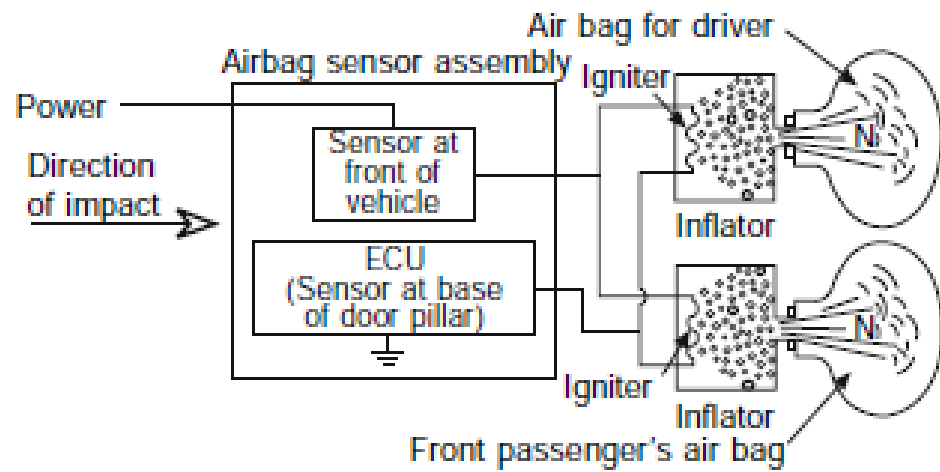 Air bag for driver
Airbag sensor assembly
Igniter
Power
Sensor at
front of
vehicle
N
Direction
of impact
Inflator
ECU
(Sensor at base
of door pillar)
N
Igniter
Inflator
Front passenger's air bag